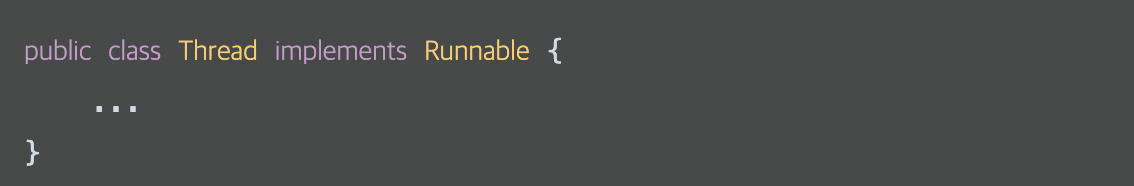 public class Thread implements Runnable {
...
}